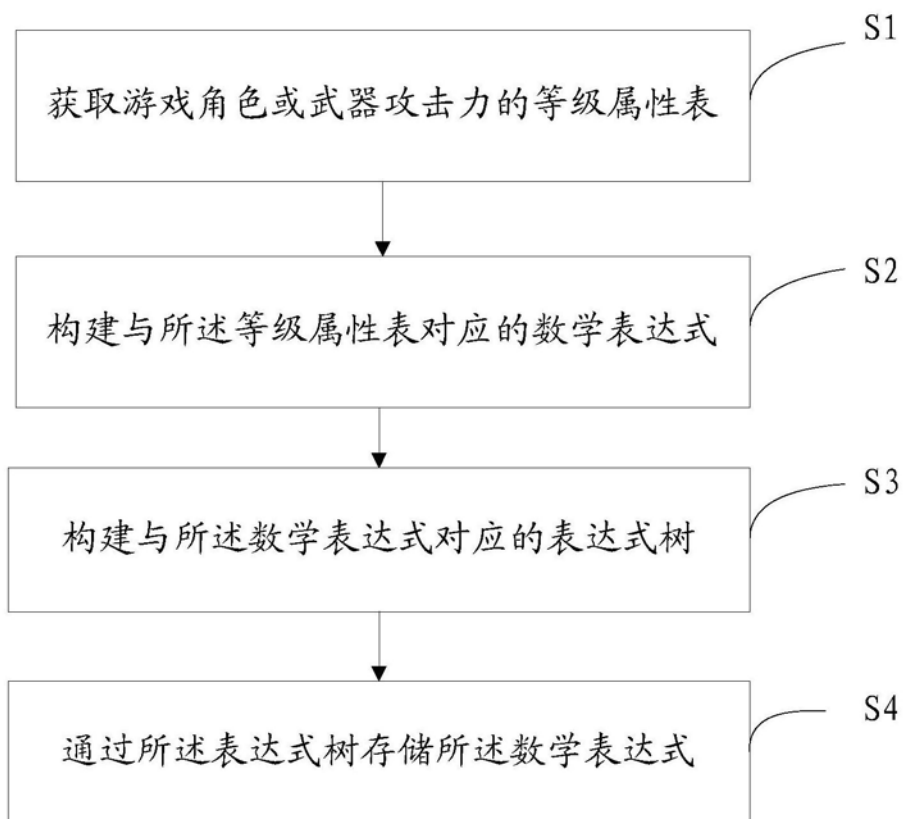 S1
获取游戏角色或武器攻击力的等级属性表
S2
构建与所述等级属性表对应的数学表达式
S3
构建与所述数学表达式对应的表达式树
S4
通过所述表达式树存储所述数学表达式